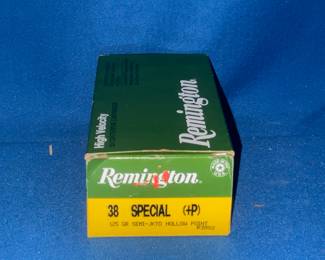 Remington
High Velocity
Remington
38 SPECIAL (+P)
125 GR SEMI-JKTD HOLLOW POINT